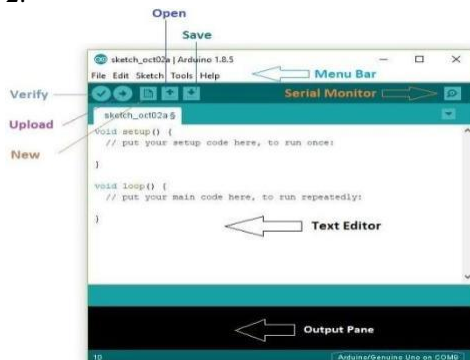 2.
Open
Save
sketch_oct02a | Arduino 1.8.5
File Edit Sketch Tools Help
Menu Bar
Verify
Serial Monitor
Upload
sketch_oct02a §
New
void setup() {
// put your setup code here, to run once:
}
void loop() {
// put your main code here, to run repeatedly:
}
Text Editor
Output Pane
10
Arduino/Genuino Uno on COM8